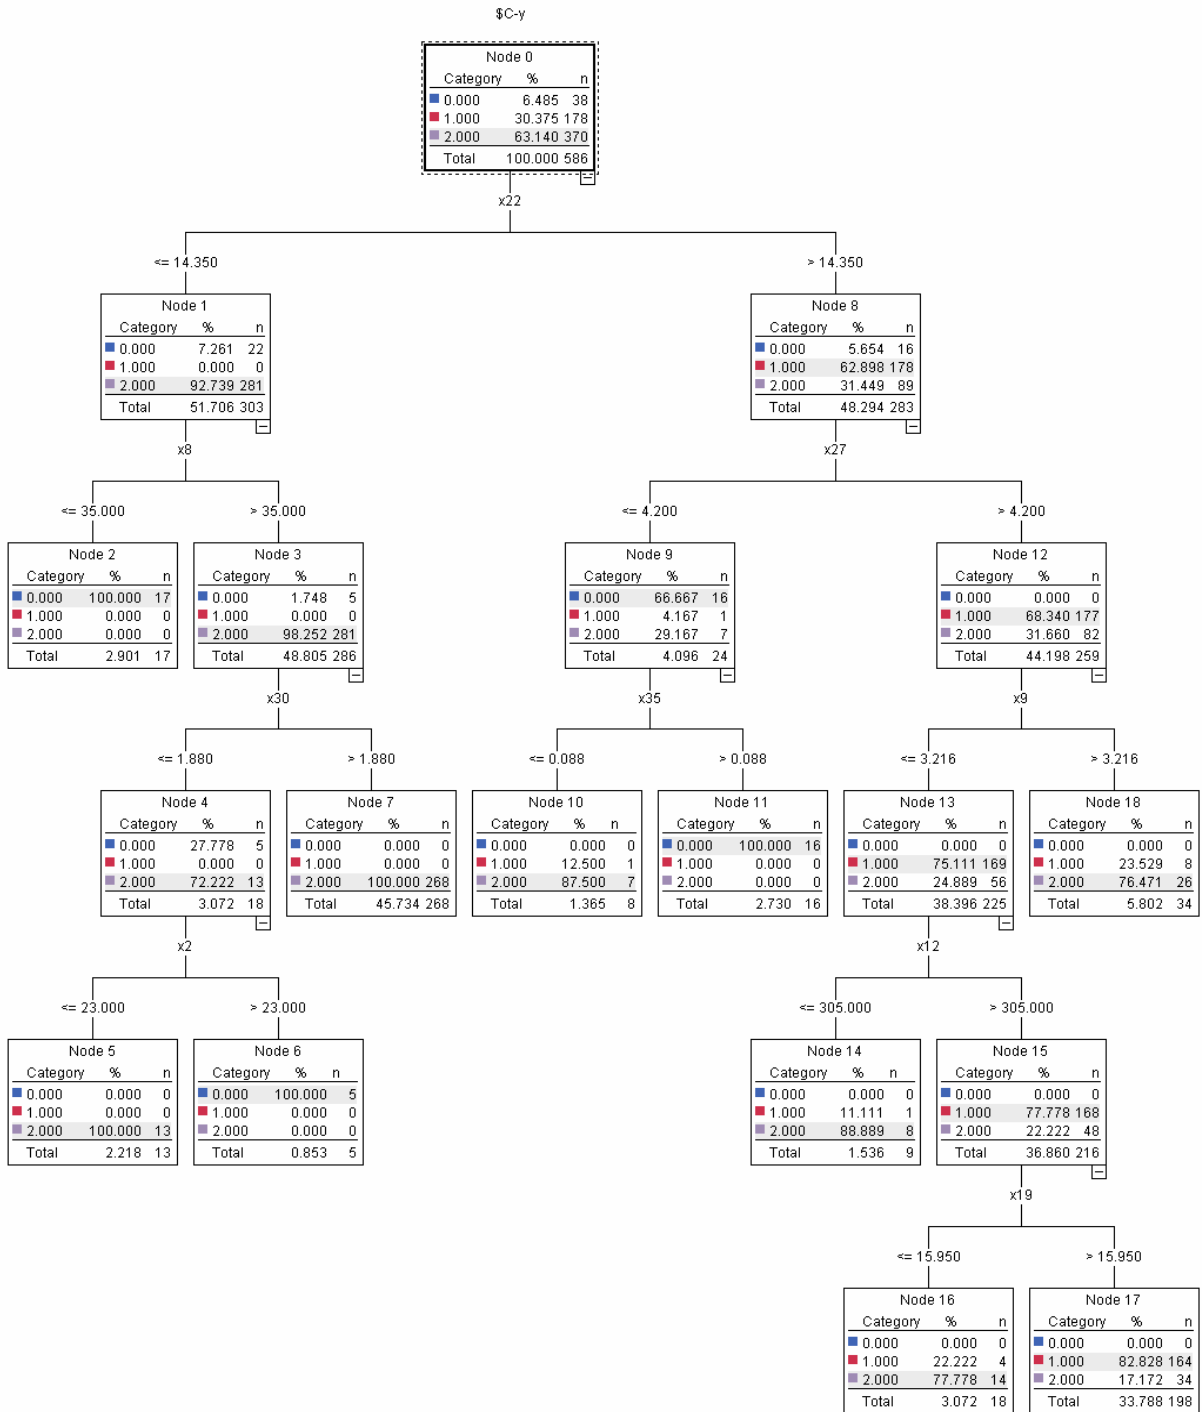 $C-y
Node 0
Category % n
0.000 6.485 38
1.000 30.375 178
2.000 63.140 370
Total 100.000 586
x22
<= 14.350
> 14.350
Node 1
Category % n
0.000 7.261 22
1.000 0.000 0
2.000 92.739 281
Total 51.706 303
Node 8
Category % n
0.000 5.654 16
1.000 62.898 178
2.000 31.449 89
Total 48.294 283
x8
x27
<= 35.000
> 35.000
<= 4.200
> 4.200
Node 2
Category % n
0.000 100.000 17
1.000 0.000 0
2.000 0.000 0
Total 2.901 17
Node 3
Category % n
0.000 1.748 5
1.000 0.000 0
2.000 98.252 281
Total 48.805 286
Node 9
Category % n
0.000 66.667 16
1.000 4.167 1
2.000 29.167 7
Total 4.096 24
Node 12
Category % n
0.000 0.000 0
1.000 68.340 177
2.000 31.660 82
Total 44.198 259
x30
x35
x9
<= 1.880
> 1.880
<= 0.088
> 0.088
<= 3.216
> 3.216
Node 4
Category % n
0.000 27.778 5
1.000 0.000 0
2.000 72.222 13
Total 3.072 18
Node 7
Category % n
0.000 0.000 0
1.000 0.000 0
2.000 100.000 268
Total 45.734 268
Node 10
Category % n
0.000 0.000 0
1.000 12.500 1
2.000 87.500 7
Total 1.365 8
Node 11
Category % n
0.000 100.000 16
1.000 0.000 0
2.000 0.000 0
Total 2.730 16
Node 13
Category % n
0.000 0.000 0
1.000 75.111 169
2.000 24.889 56
Total 38.396 225
Node 18
Category % n
0.000 0.000 0
1.000 23.529 8
2.000 76.471 26
Total 5.802 34
x2
x12
<= 23.000
> 23.000
<= 305.000
> 305.000
Node 5
Category % n
0.000 0.000 0
1.000 0.000 0
2.000 100.000 13
Total 2.218 13
Node 6
Category % n
0.000 100.000 5
1.000 0.000 0
2.000 0.000 0
Total 0.853 5
Node 14
Category % n
0.000 0.000 0
1.000 11.111 1
2.000 88.889 8
Total 1.536 9
Node 15
Category % n
0.000 0.000 0
1.000 77.778 168
2.000 22.222 48
Total 36.860 216
x19
<= 15.950
> 15.950
Node 16
Category % n
0.000 0.000 0
1.000 22.222 4
2.000 77.778 14
Total 3.072 18
Node 17
Category % n
0.000 0.000 0
1.000 82.828 164
2.000 17.172 34
Total 33.788 198